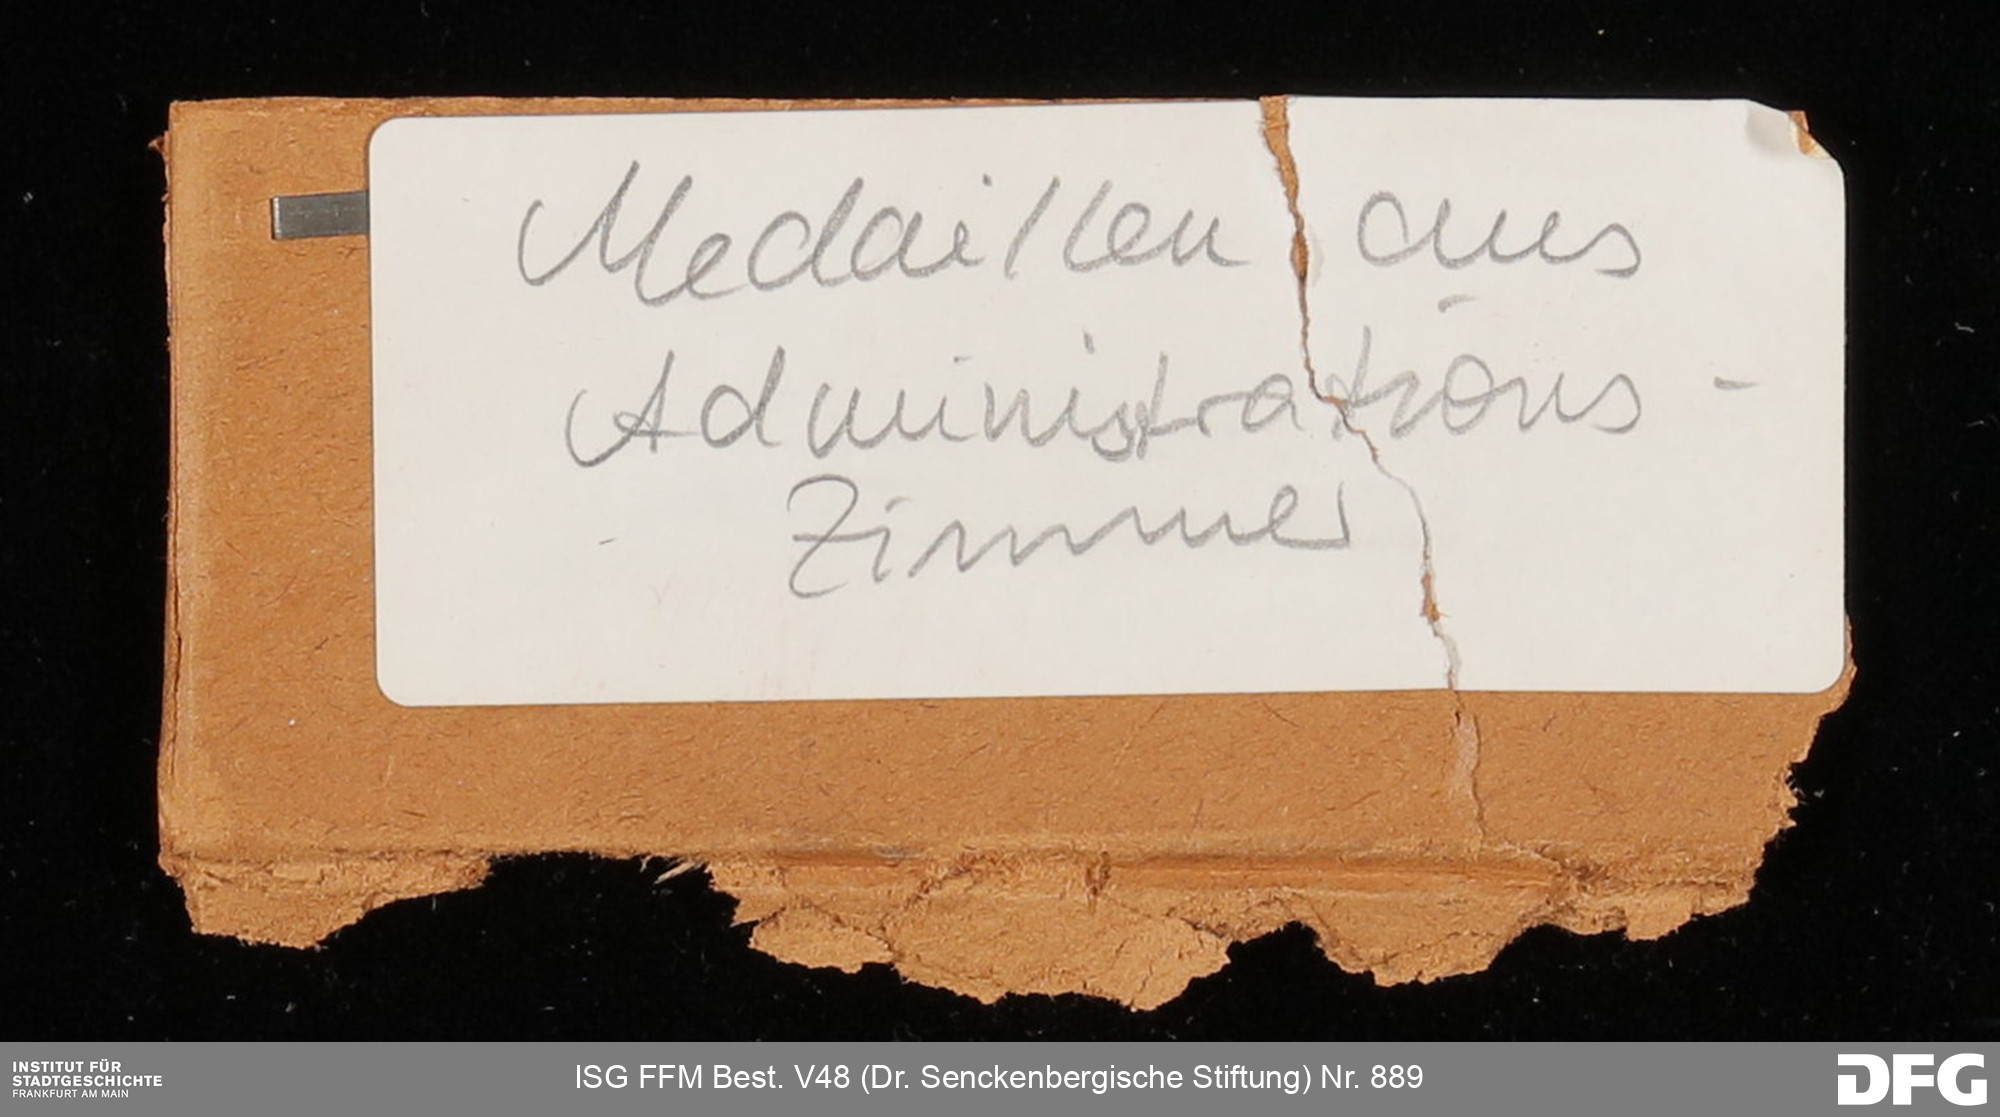 Medaillen aus
Administrations-
Zimmer
INSTITUT FÜR
STADTGESCHICHTE
FRANKFURT AM MAIN
ISG FFM Best. V48 (Dr. Senckenbergische Stiftung) Nr. 889
DFG